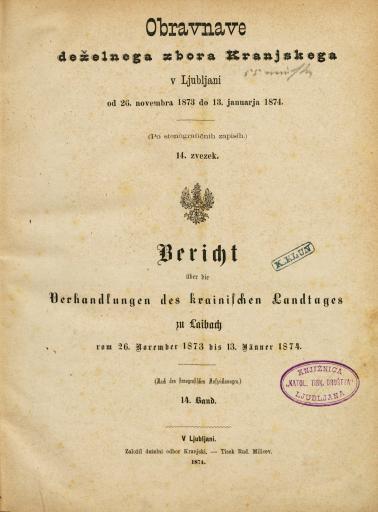 Obravnave
deželnega zbora Kranjskega
v Ljubljani
od 26. novembra 1873 do 13. januarja 1874.
(Po stenografičnih zapisih.)
14. zvezek.
Bericht
K. KLUN
über die
Verhandlungen des krainischen Landtages
zu Laibach
vom 26. November 1873 bis 13. Jänner 1874.
(Nach den stenografischen Aufzeichnungen.)
14. Band.
KNJIŽNICA
„KATOL. TISK. DRUŠTVA“
LJUBLJANA
V Ljubljani.
Založil deželni odbor Kranjski. — Tisek Rud. Milicev.
1874.